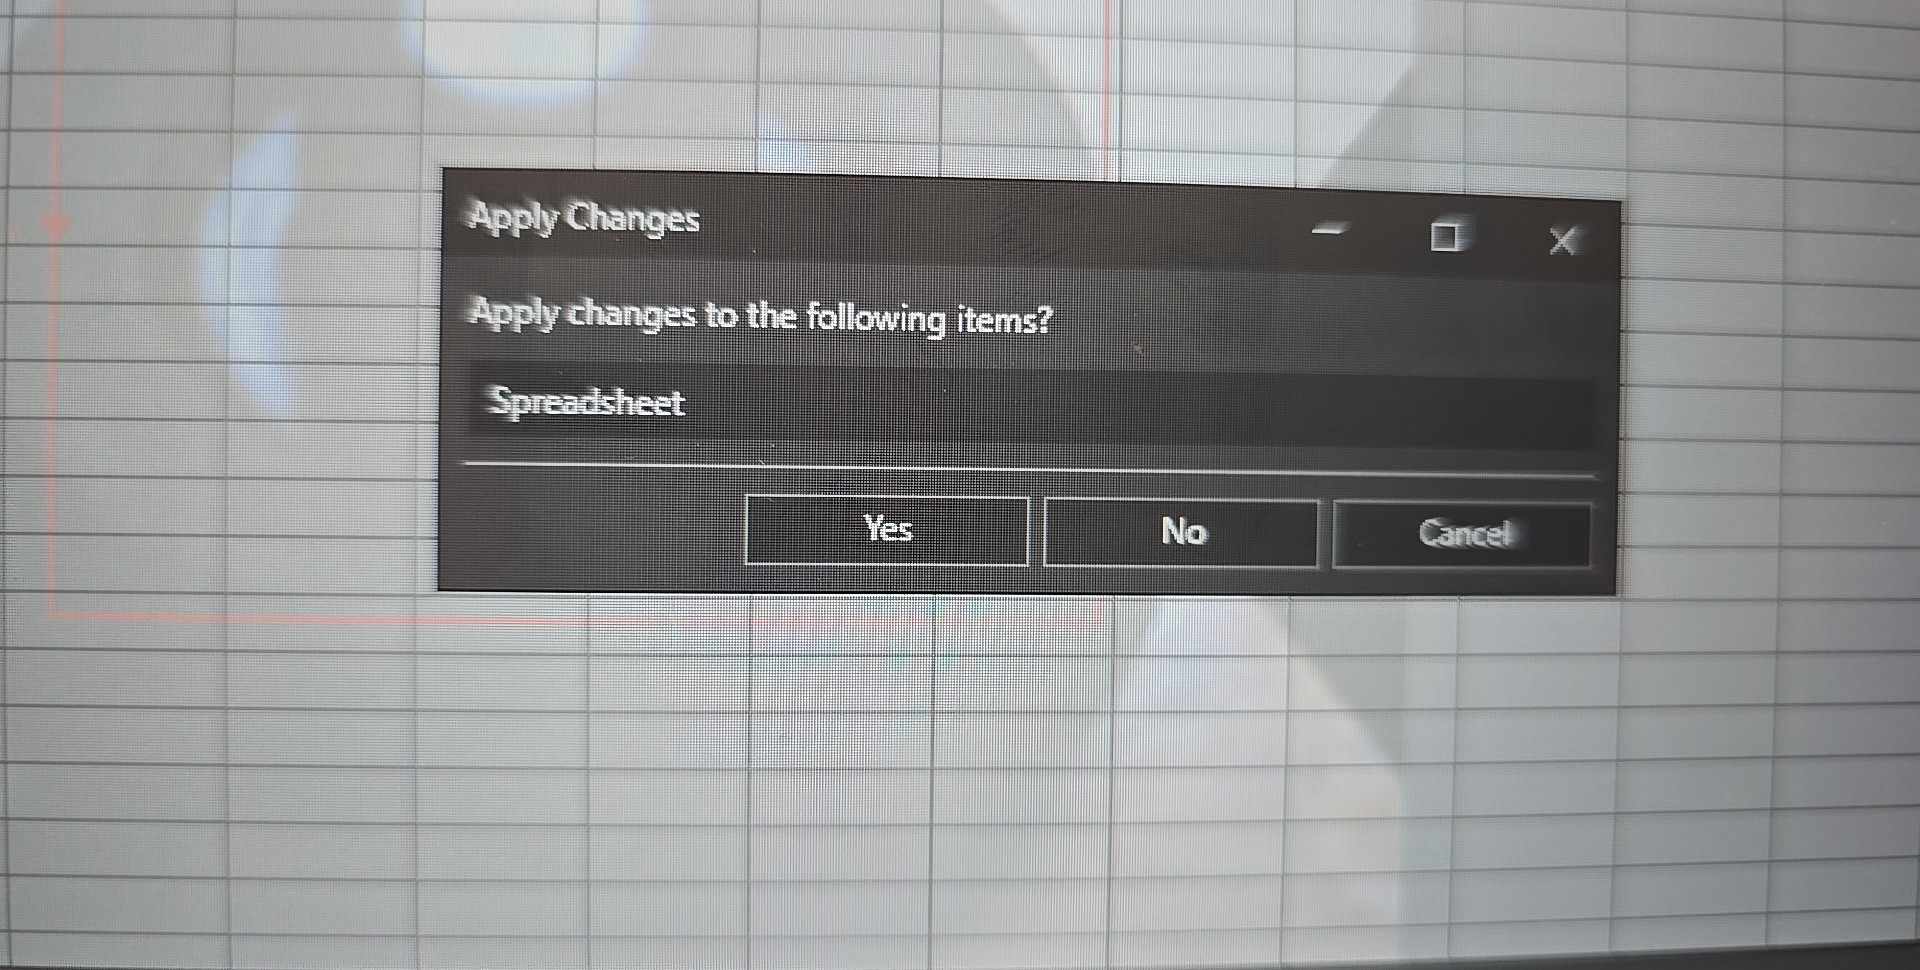 Apply Changes
Apply changes to the following items?
Spreadsheet
Yes No Cancel